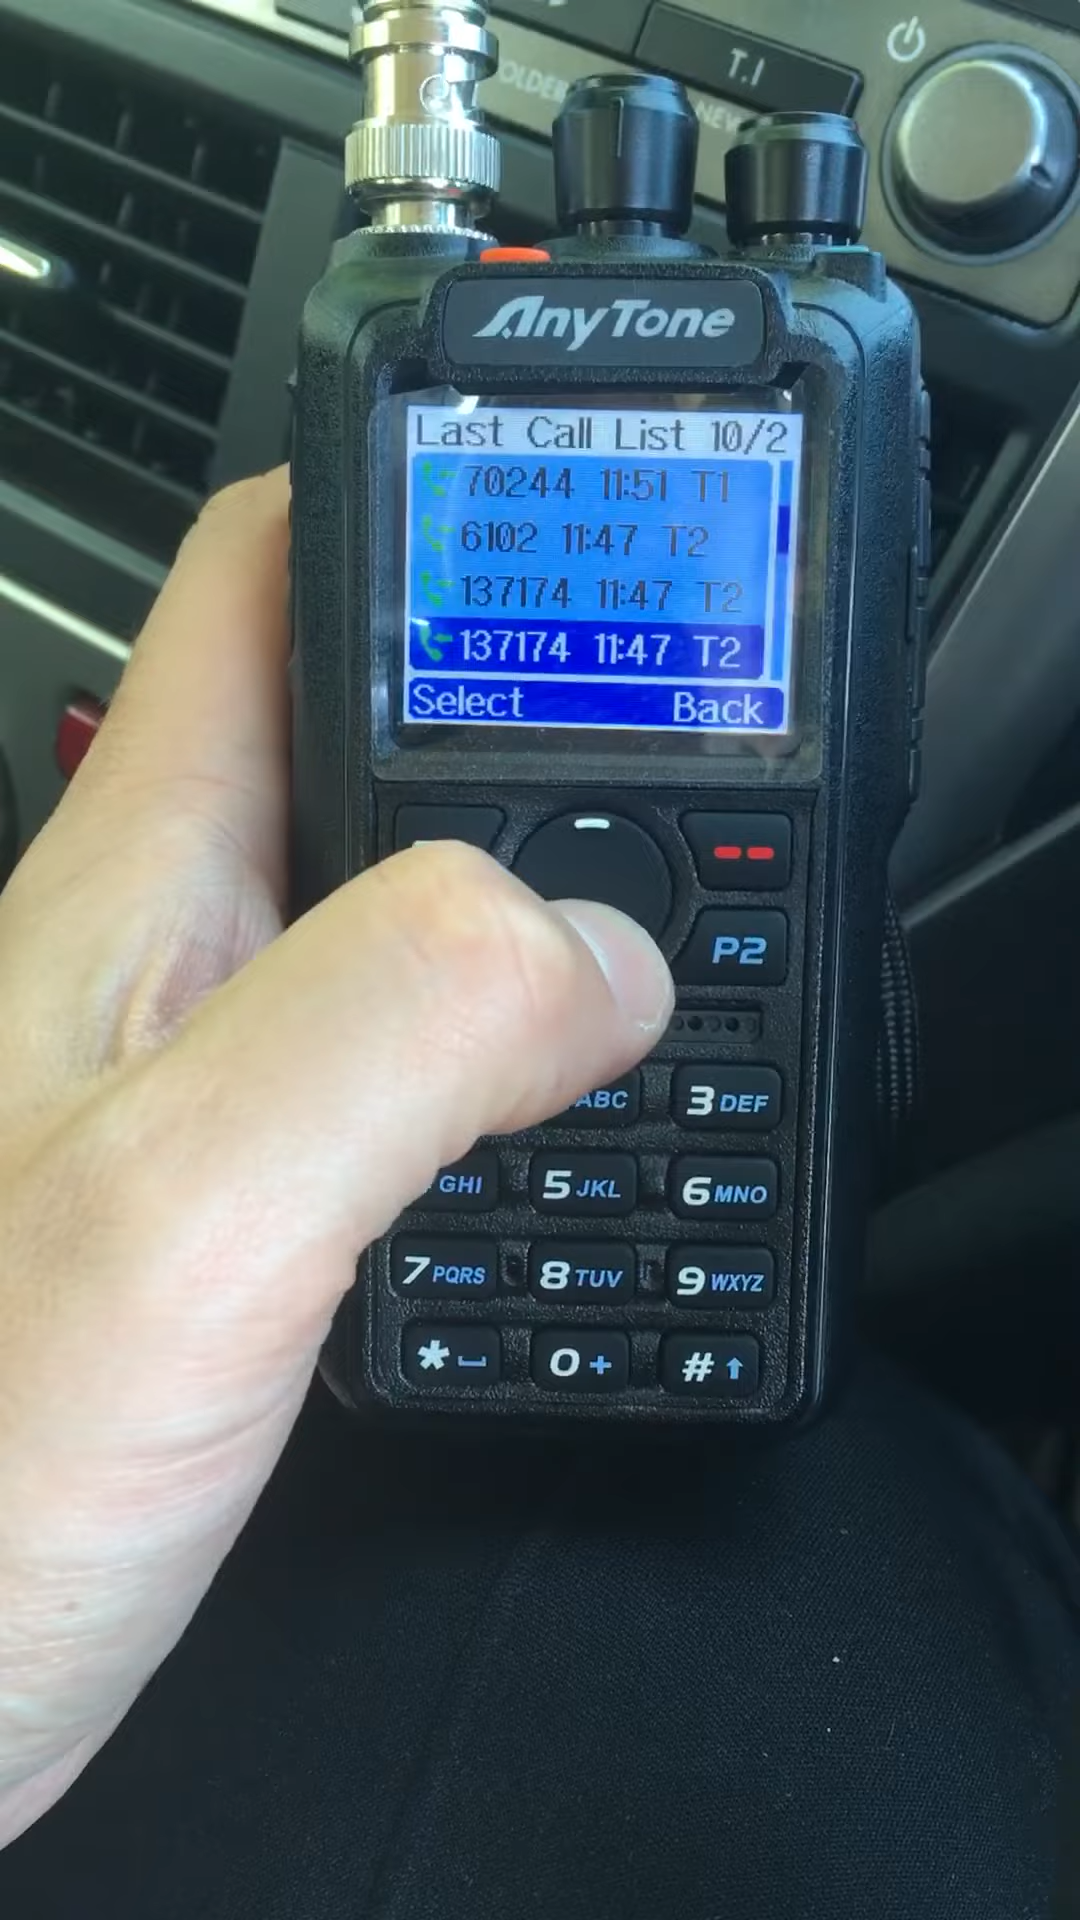 T.I
OLDER
NEV
AnyTone
Last Call List 10/2
70244 11:51 T1
6102 11:47 T2
137174 11:47 T2
137174 11:47 T2
Select Back
P2
ABC 3 DEF
GHI 5 JKL 6 MNO
7 PQRS 8 TUV 9 WXYZ
* 0 + #